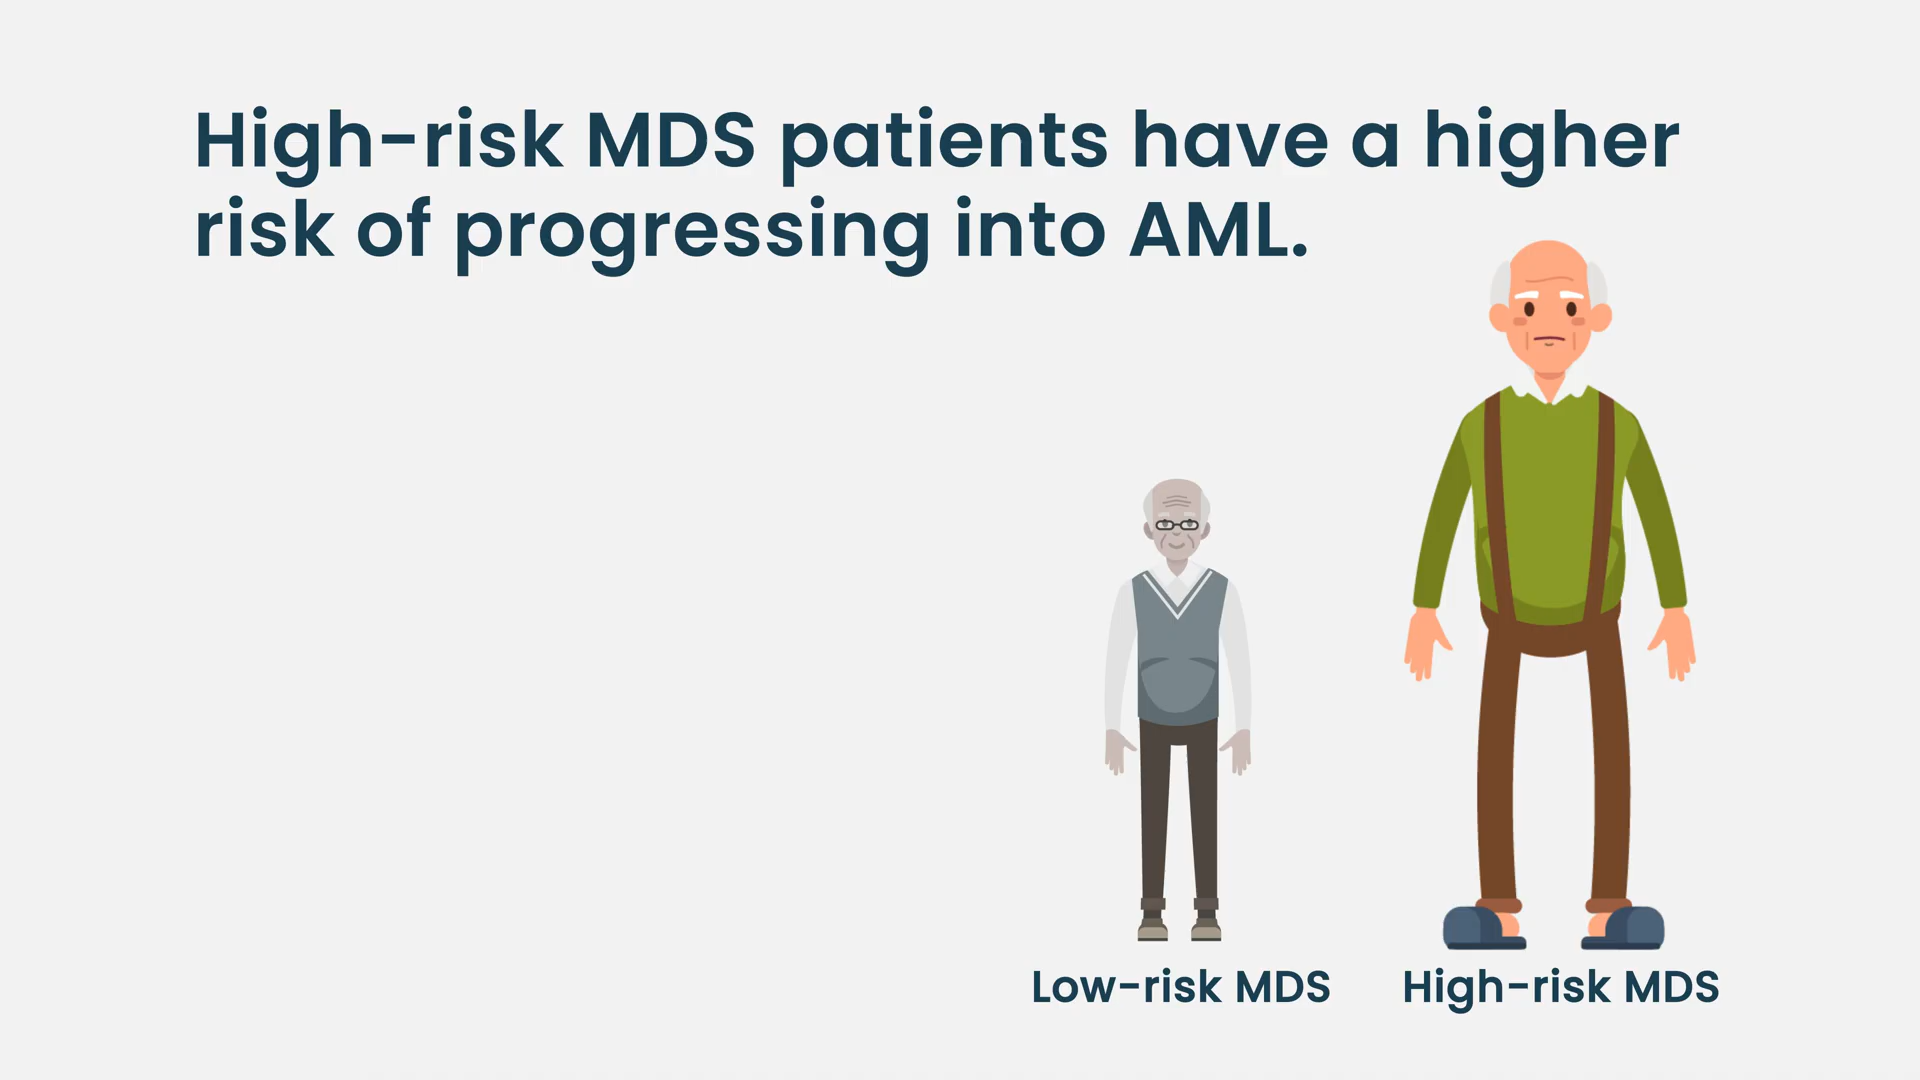 High-risk MDS patients have a higher
risk of progressing into AML.
Low-risk MDS
High-risk MDS